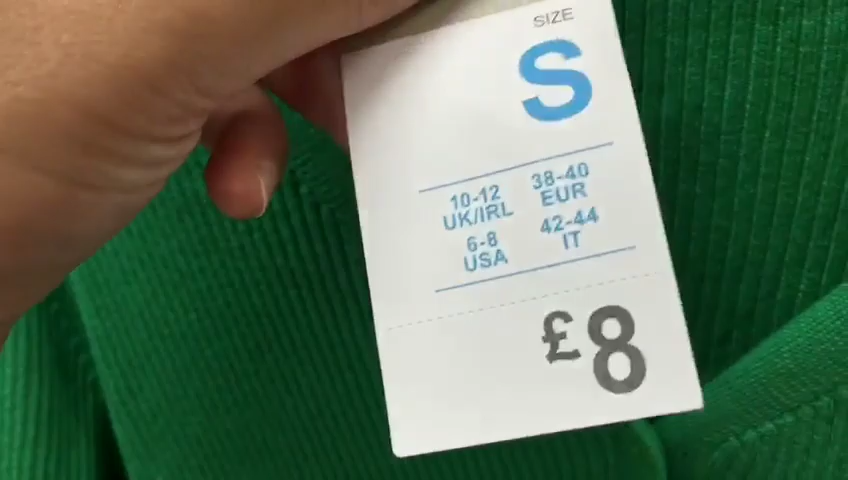 SIZE
S
10-12 38-40
UK/IRL EUR
6-8 42-44
USA IT
£8